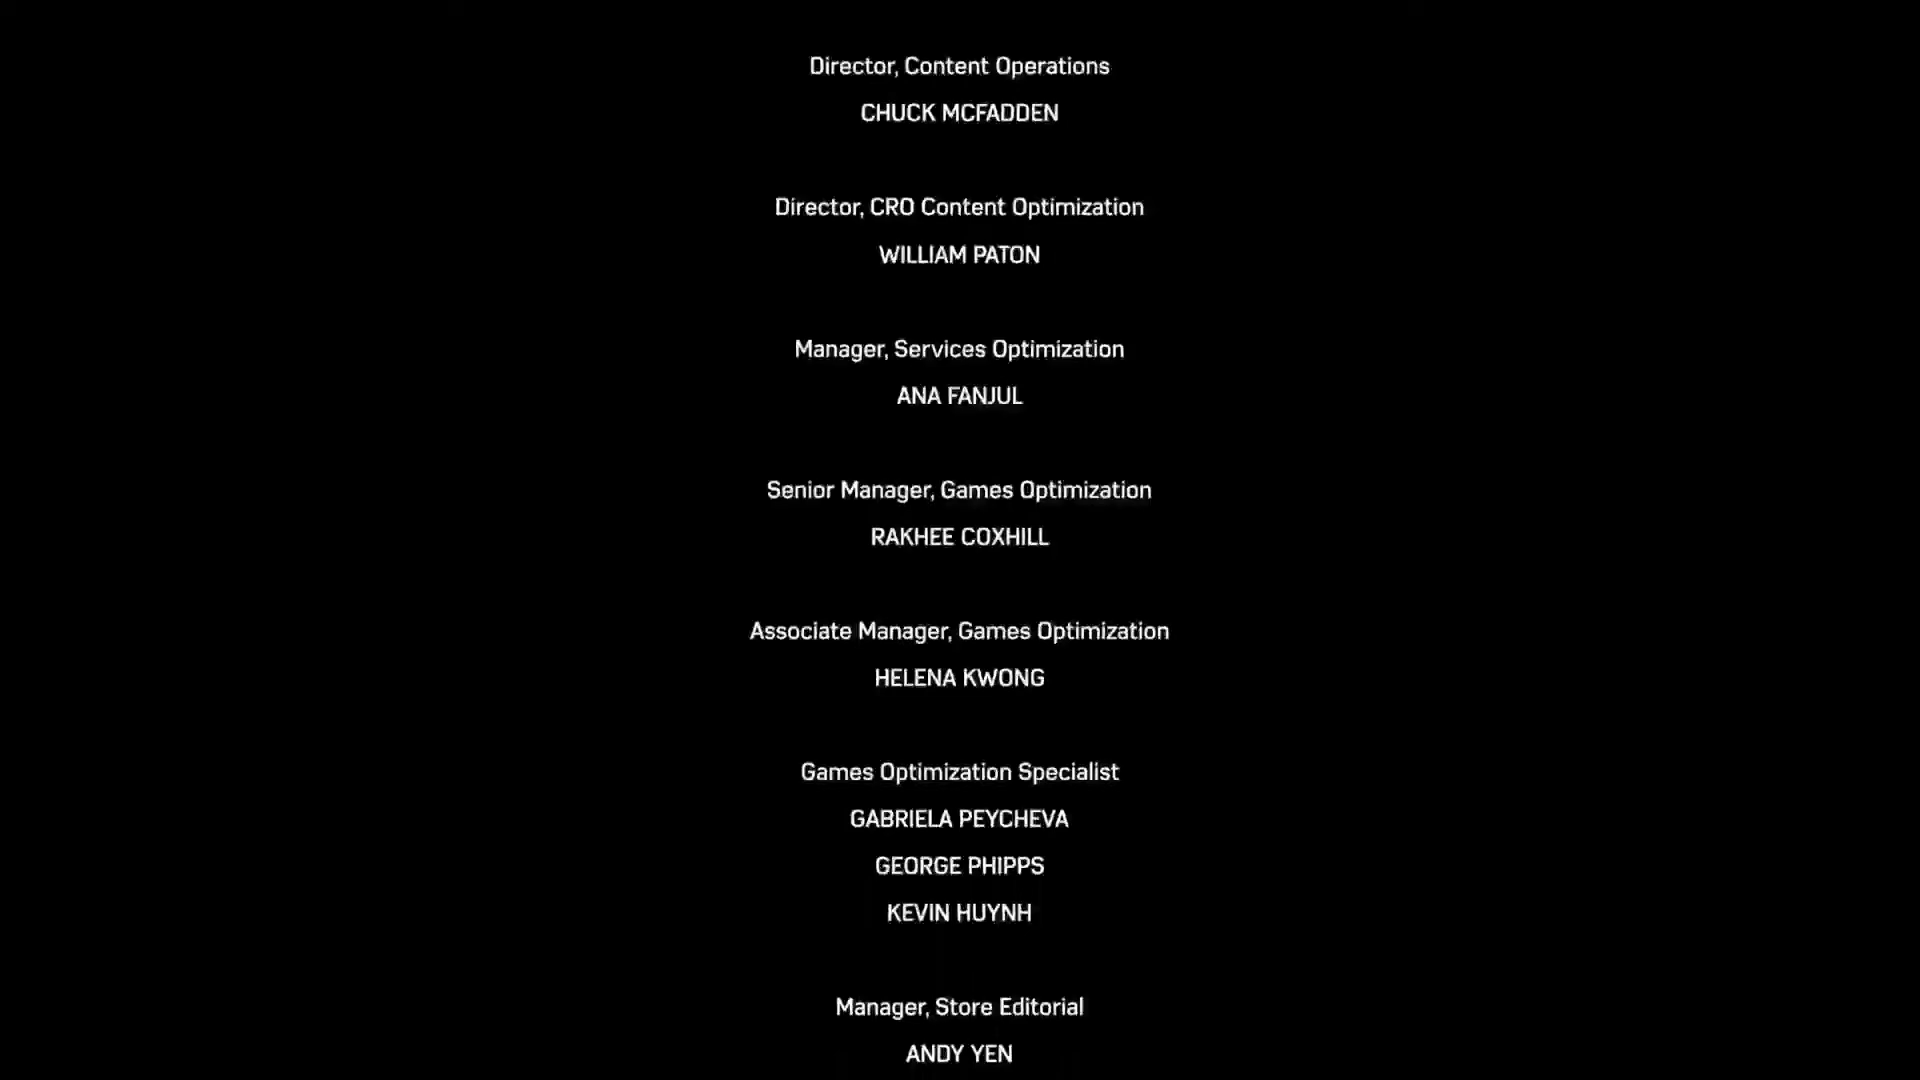 Director, Content Operations
CHUCK MCFADDEN
Director, CRO Content Optimization
WILLIAM PATON
Manager, Services Optimization
ANA FANJUL
Senior Manager, Games Optimization
RAKHEE COXHILL
Associate Manager, Games Optimization
HELENA KWONG
Games Optimization Specialist
GABRIELA PEYCHEVA
GEORGE PHIPPS
KEVIN HUYNH
Manager, Store Editorial
ANDY YEN